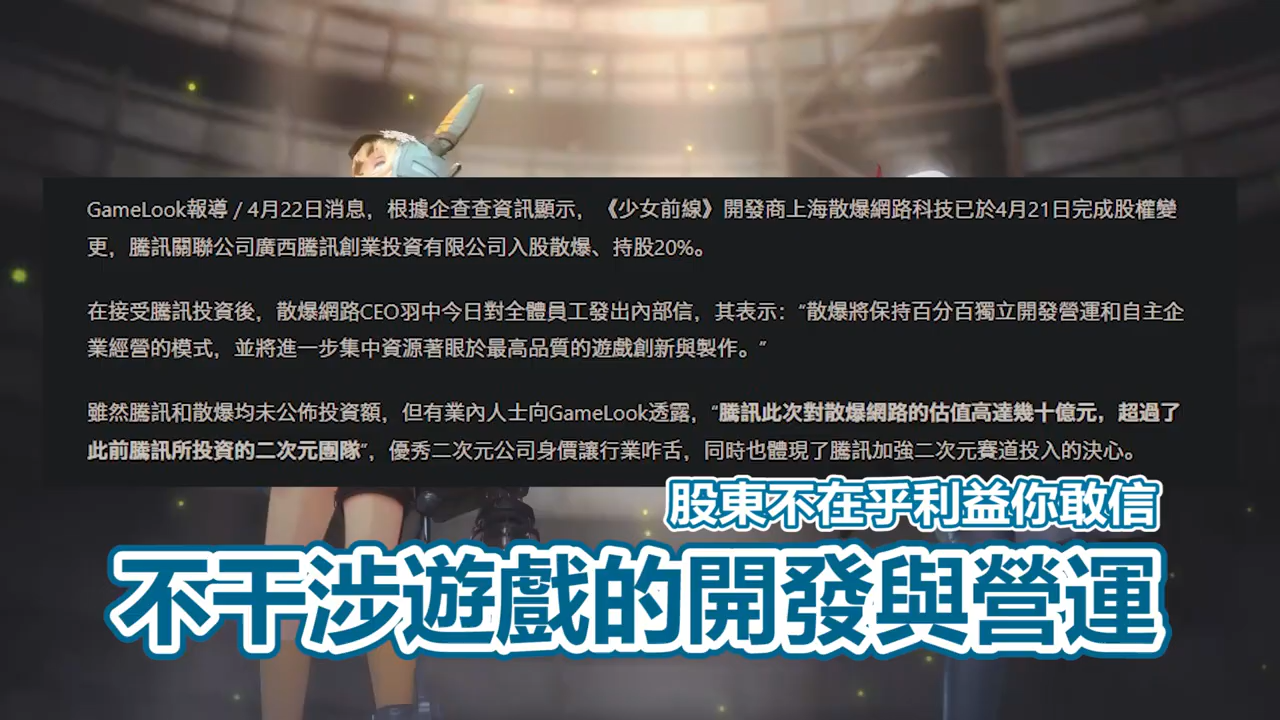 GameLook報導 / 4月22日消息，根據企查查資訊顯示，《少女前線》開發商上海散爆網路科技已於4月21日完成股權變
更，騰訊關聯公司廣西騰訊創業投資有限公司入股散爆、持股20%。
在接受騰訊投資後，散爆網路CEO羽中今日對全體員工發出內部信，其表示：“散爆將保持百分百獨立開發營運和自主企
業經營的模式，並將進一步集中資源著眼於最高品質的遊戲創新與製作。”
雖然騰訊和散爆均未公佈投資額，但有業內人士向GameLook透露，“騰訊此次對散爆網路的估值高達幾十億元，超過了
此前騰訊所投資的二次元團隊”，優秀二次元公司身價讓行業咋舌，同時也體現了騰訊加強二次元賽道投入的決心。
股東不在乎利益你敢信
不干涉遊戲的開發與營運